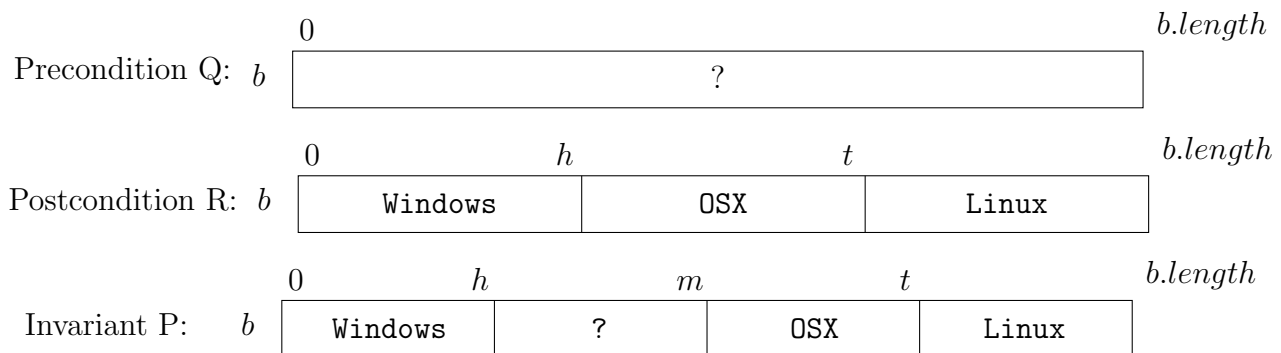 0 b.length
Precondition Q: b ?
0 h t b.length
Postcondition R: b Windows OSX Linux
0 h m t b.length
Invariant P: b Windows ? OSX Linux